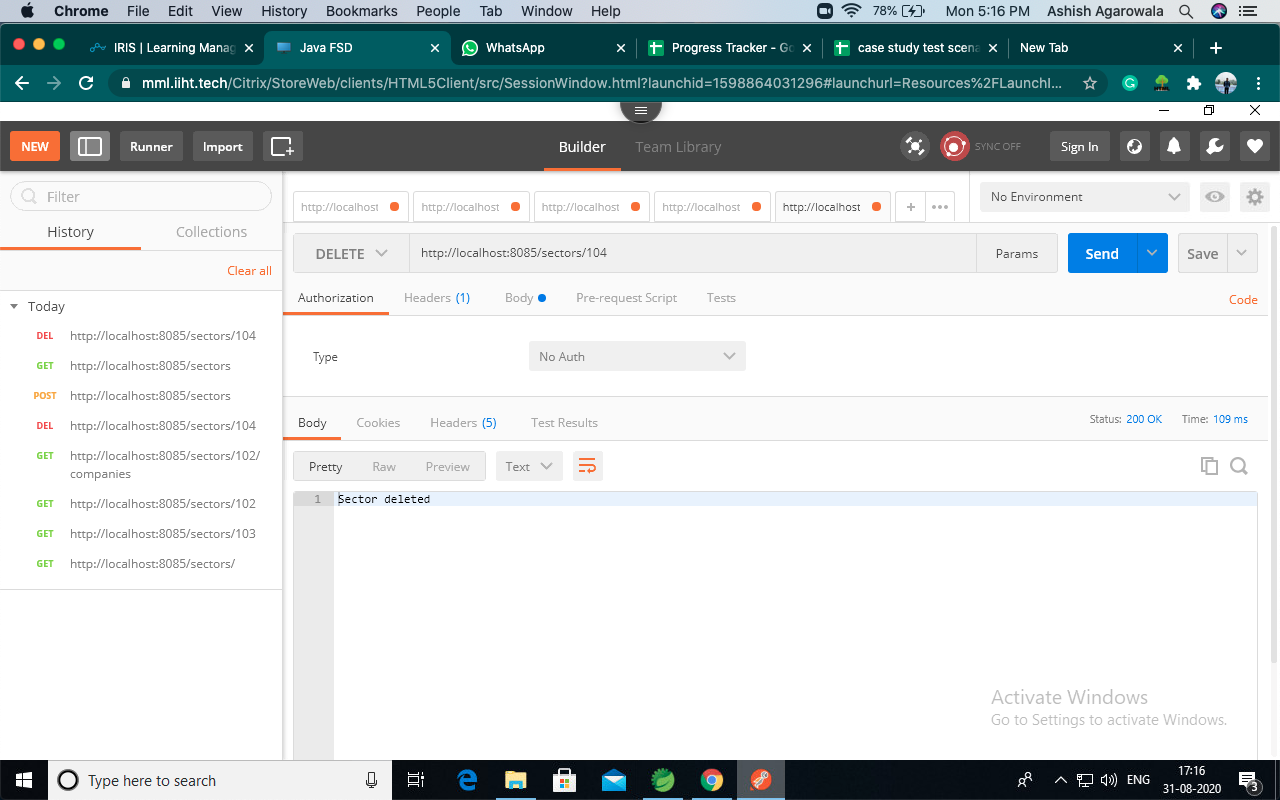 Chrome File Edit View History Bookmarks People Tab Window Help 78% Mon 5:16 PM Ashish Agarowala
IRIS | Learning Manag Java FSD WhatsApp Progress Tracker - Go case study test scena New Tab
mml.iiht.tech/Citrix/StoreWeb/clients/HTML5Client/src/SessionWindow.html?launchid=1598864031296#launchurl=Resources%2FLaunchI...
NEW Runner Import Builder Team Library SYNC OFF Sign In
Filter
http://localhost http://localhost http://localhost http://localhost http://localhost + ••• No Environment
History Collections
DELETE http://localhost:8085/sectors/104 Params Send Save
Clear all
Authorization Headers (1) Body Pre-request Script Tests Code
Today
DEL http://localhost:8085/sectors/104
GET http://localhost:8085/sectors
POST http://localhost:8085/sectors
DEL http://localhost:8085/sectors/104
GET http://localhost:8085/sectors/102/
companies
GET http://localhost:8085/sectors/102
GET http://localhost:8085/sectors/103
GET http://localhost:8085/sectors/
Type No Auth
Body Cookies Headers (5) Test Results Status: 200 OK Time: 109 ms
Pretty Raw Preview Text
1 Sector deleted
Activate Windows
Go to Settings to activate Windows.
Type here to search ENG 17:16
31-08-2020 3